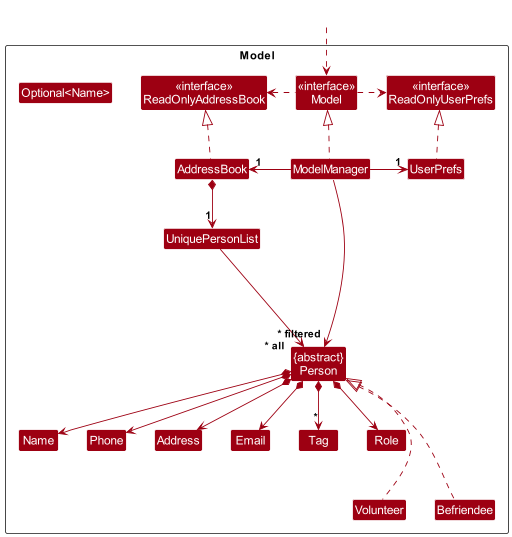 Model
Optional<Name>
«interface»
ReadOnlyAddressBook
«interface»
Model
«interface»
ReadOnlyUserPrefs
AddressBook
1
ModelManager
1
UserPrefs
1
UniquePersonList
* filtered
* all
{abstract}
Person
*
Name
Phone
Address
Email
Tag
Role
Volunteer
Befriendee